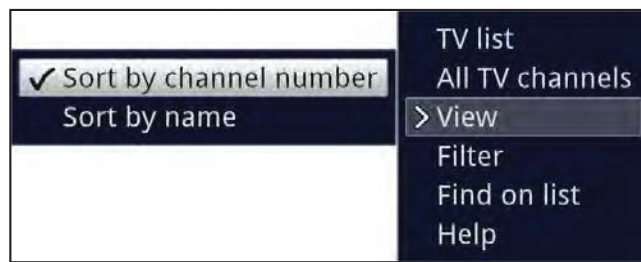 ✓ Sort by channel number
Sort by name
TV list
All TV channels
> View
Filter
Find on list
Help